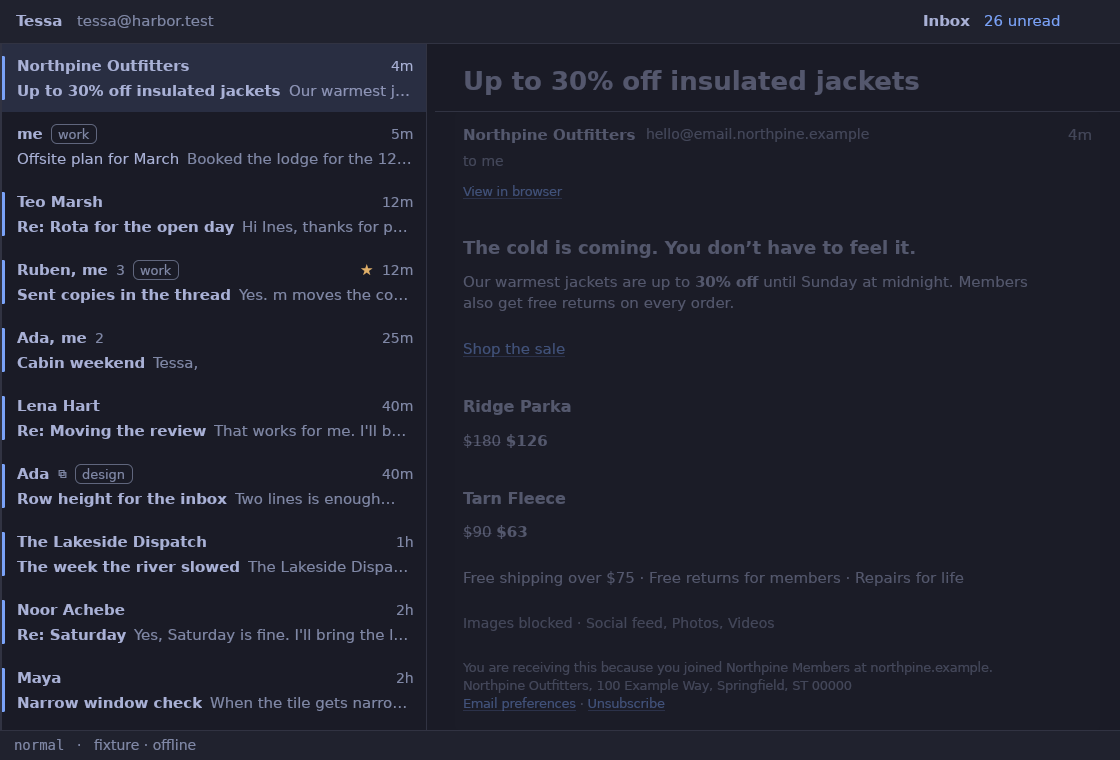 Tessa tessa@harbor.test
Inbox 26 unread
Northpine Outfitters 4m
Up to 30% off insulated jackets Our warmest j…
me work 5m
Offsite plan for March Booked the lodge for the 12…
Teo Marsh 12m
Re: Rota for the open day Hi Ines, thanks for p…
Ruben, me 3 work ★ 12m
Sent copies in the thread Yes. m moves the co…
Ada, me 2 25m
Cabin weekend Tessa,
Lena Hart 40m
Re: Moving the review That works for me. I'll b…
Ada design 40m
Row height for the inbox Two lines is enough…
The Lakeside Dispatch 1h
The week the river slowed The Lakeside Dispa…
Noor Achebe 2h
Re: Saturday Yes, Saturday is fine. I'll bring the l…
Maya 2h
Narrow window check When the tile gets narro…
Up to 30% off insulated jackets
Northpine Outfitters hello@email.northpine.example 4m
to me
View in browser
The cold is coming. You don’t have to feel it.
Our warmest jackets are up to 30% off until Sunday at midnight. Members
also get free returns on every order.
Shop the sale
Ridge Parka
$180 $126
Tarn Fleece
$90 $63
Free shipping over $75 · Free returns for members · Repairs for life
Images blocked · Social feed, Photos, Videos
You are receiving this because you joined Northpine Members at northpine.example.
Northpine Outfitters, 100 Example Way, Springfield, ST 00000
Email preferences · Unsubscribe
normal · fixture · offline